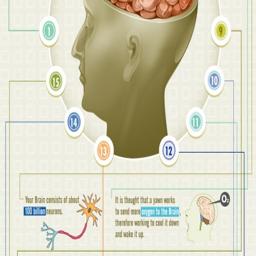 1
9
15
10
14
11
13
12
Your Brain consists of about
100 billion neurons.
It is thought that a yawn works
to send more oxygen to the Brain,
therefore working to cool it down
and wake it up.
O₂